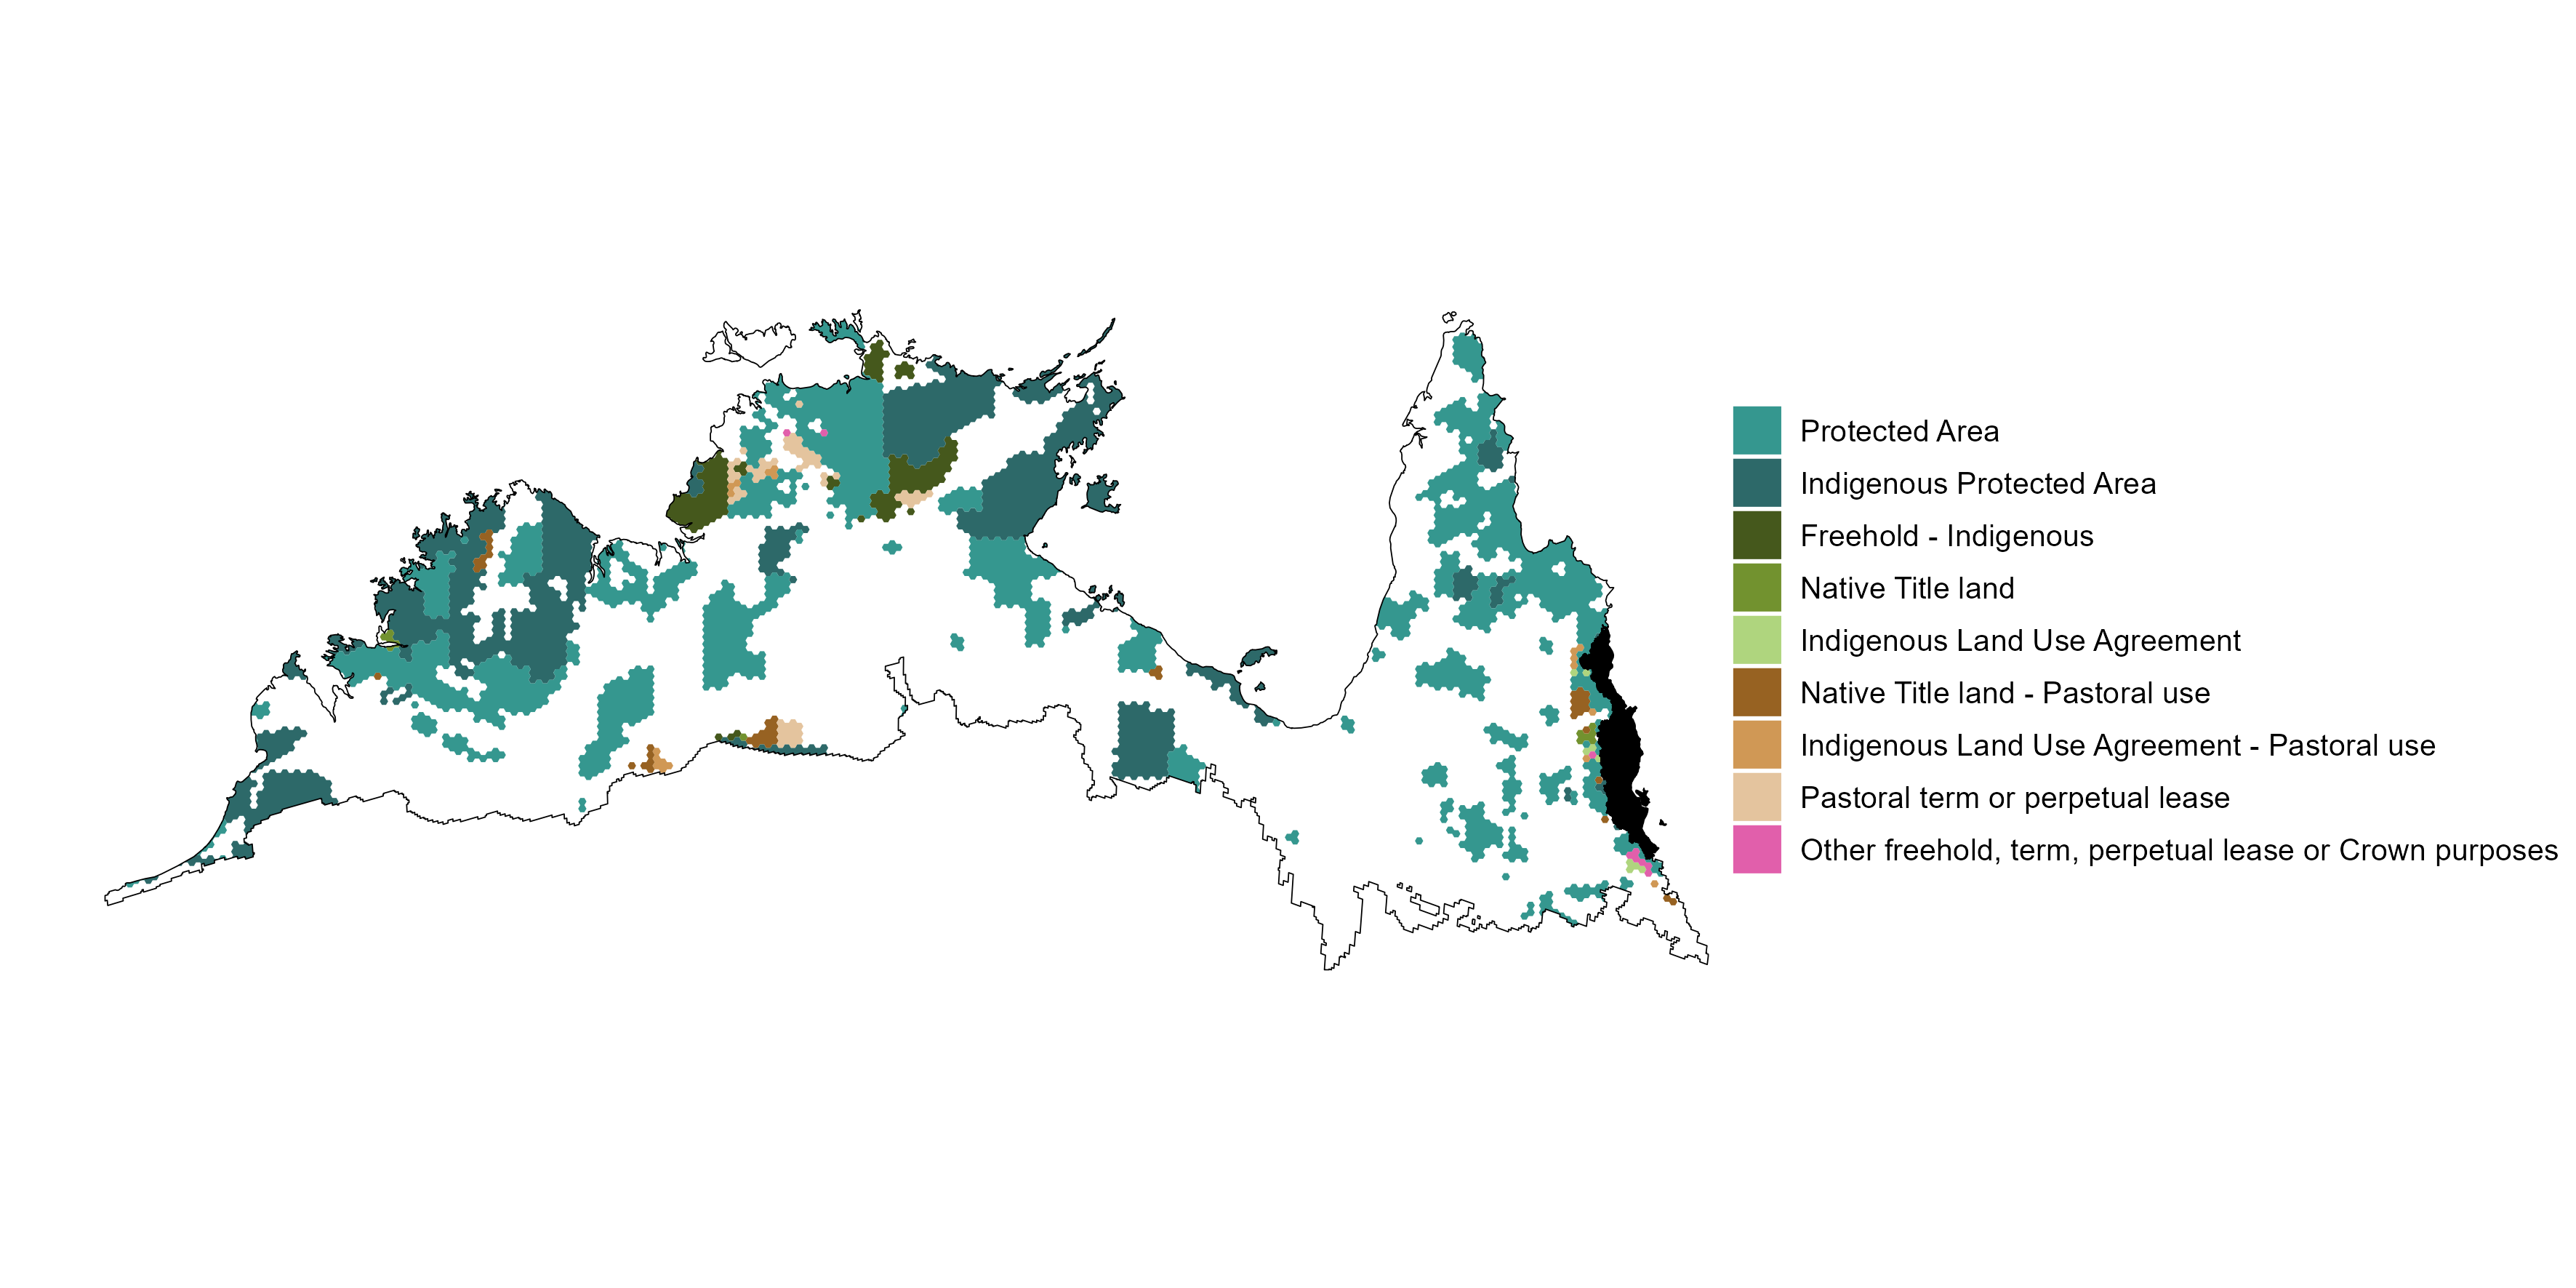 Protected Area
Indigenous Protected Area
Freehold - Indigenous
Native Title land
Indigenous Land Use Agreement
Native Title land - Pastoral use
Indigenous Land Use Agreement - Pastoral use
Pastoral term or perpetual lease
Other freehold, term, perpetual lease or Crown purposes